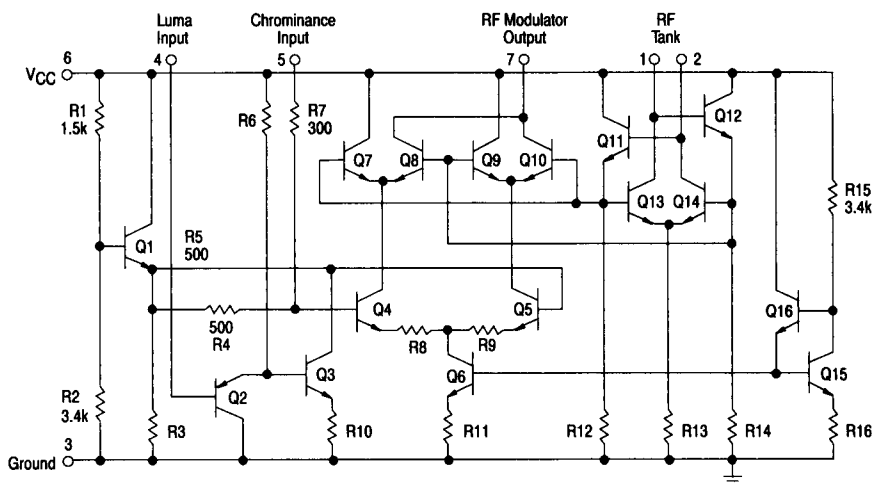 Luma Input
4
Chrominance Input
5
RF Modulator Output
7
RF Tank
1
2
6
VCC
R1
1.5k
R6
R7
300
Q7
Q8
Q9
Q10
Q11
Q12
Q13
Q14
R15
3.4k
Q1
R5
500
500
R4
Q4
Q5
Q16
R8
R9
Q3
Q6
Q15
R2
3.4k
Q2
R3
R10
R11
R12
R13
R14
R16
3
Ground